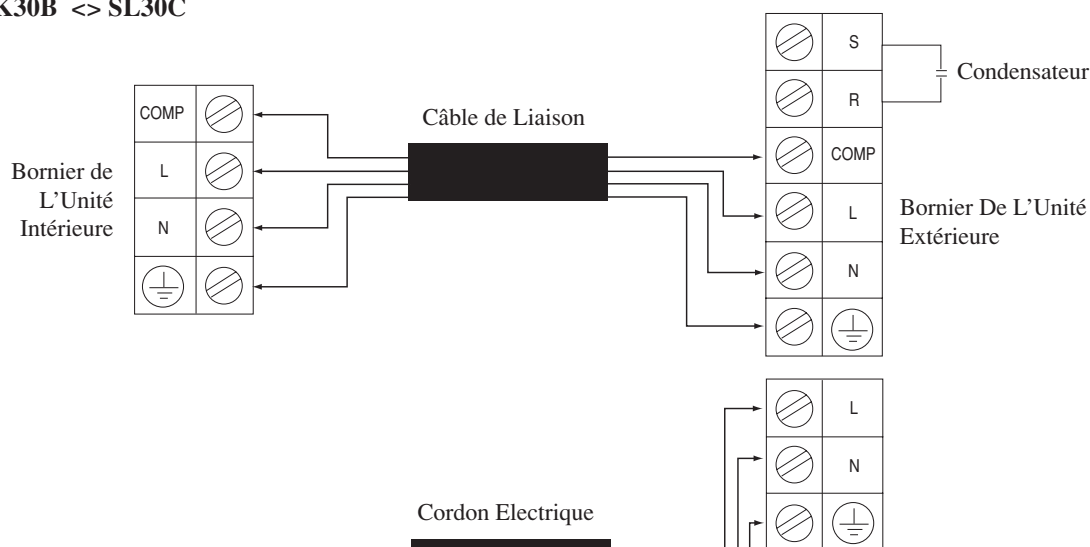 K30B <> SL30C
COMP
L
N
Bornier de
L’Unité
Intérieure
Câble de Liaison
S
R
COMP
L
N
Condensateur
Bornier De L’Unité
Extérieure
L
N
Cordon Electrique